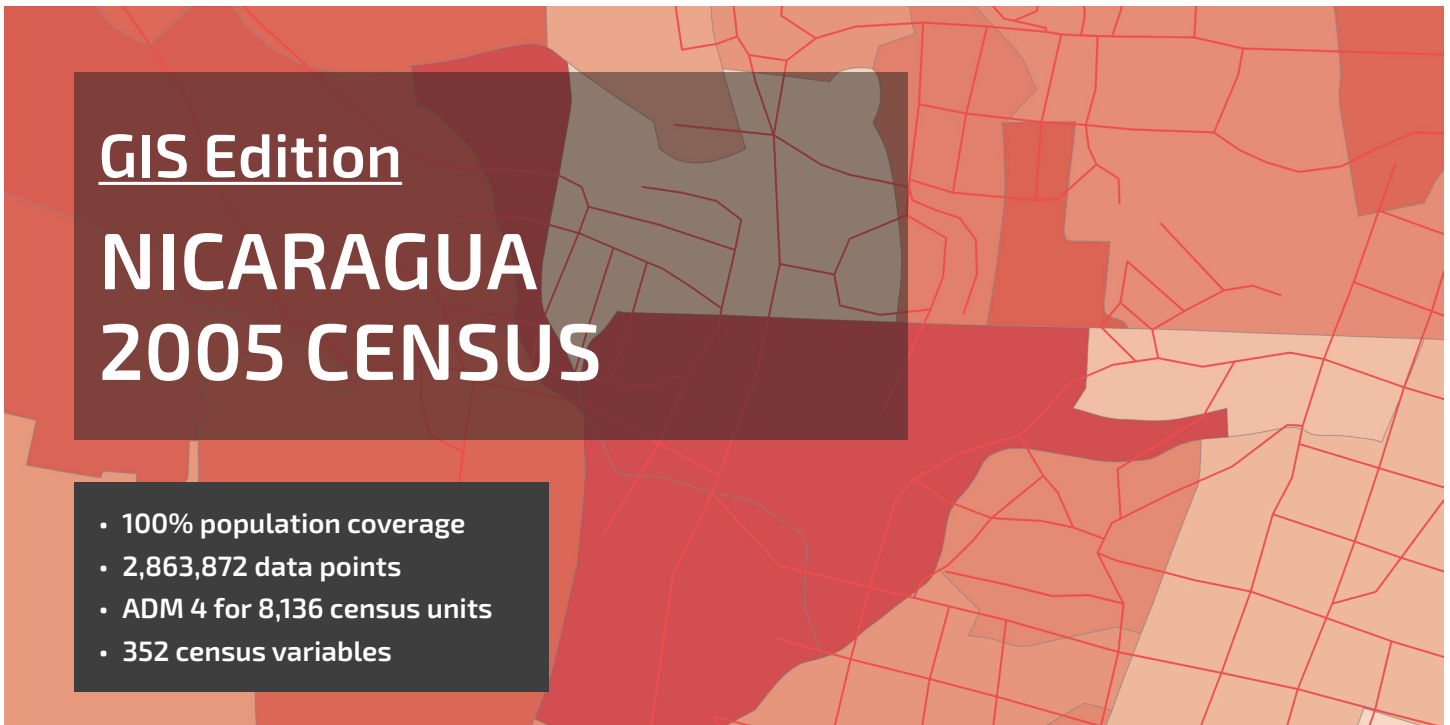 GIS Edition
NICARAGUA
2005 CENSUS
• 100% population coverage
• 2,863,872 data points
• ADM 4 for 8,136 census units
• 352 census variables